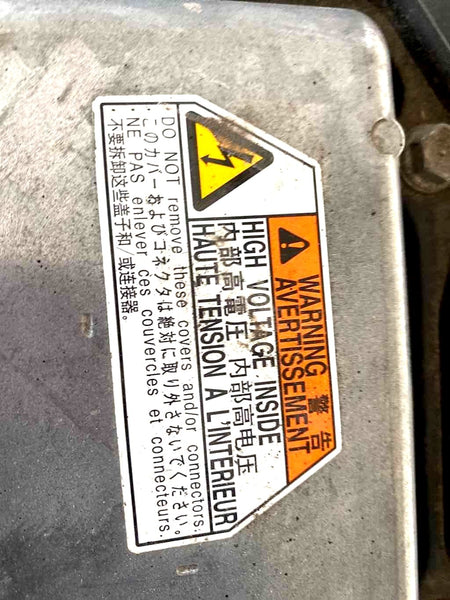 WARNING 警告
AVERTISSEMENT
HIGH VOLTAGE INSIDE
内部高電圧 内部高电压
HAUTE TENSION A L'INTERIEUR
DO NOT remove these covers and/or connectors.
このカバーおよびコネクタは絶対に取り外さないでください。
NE PAS enlever ces couvercles et connecteurs.
不要拆卸这些盖子和/或连接器。